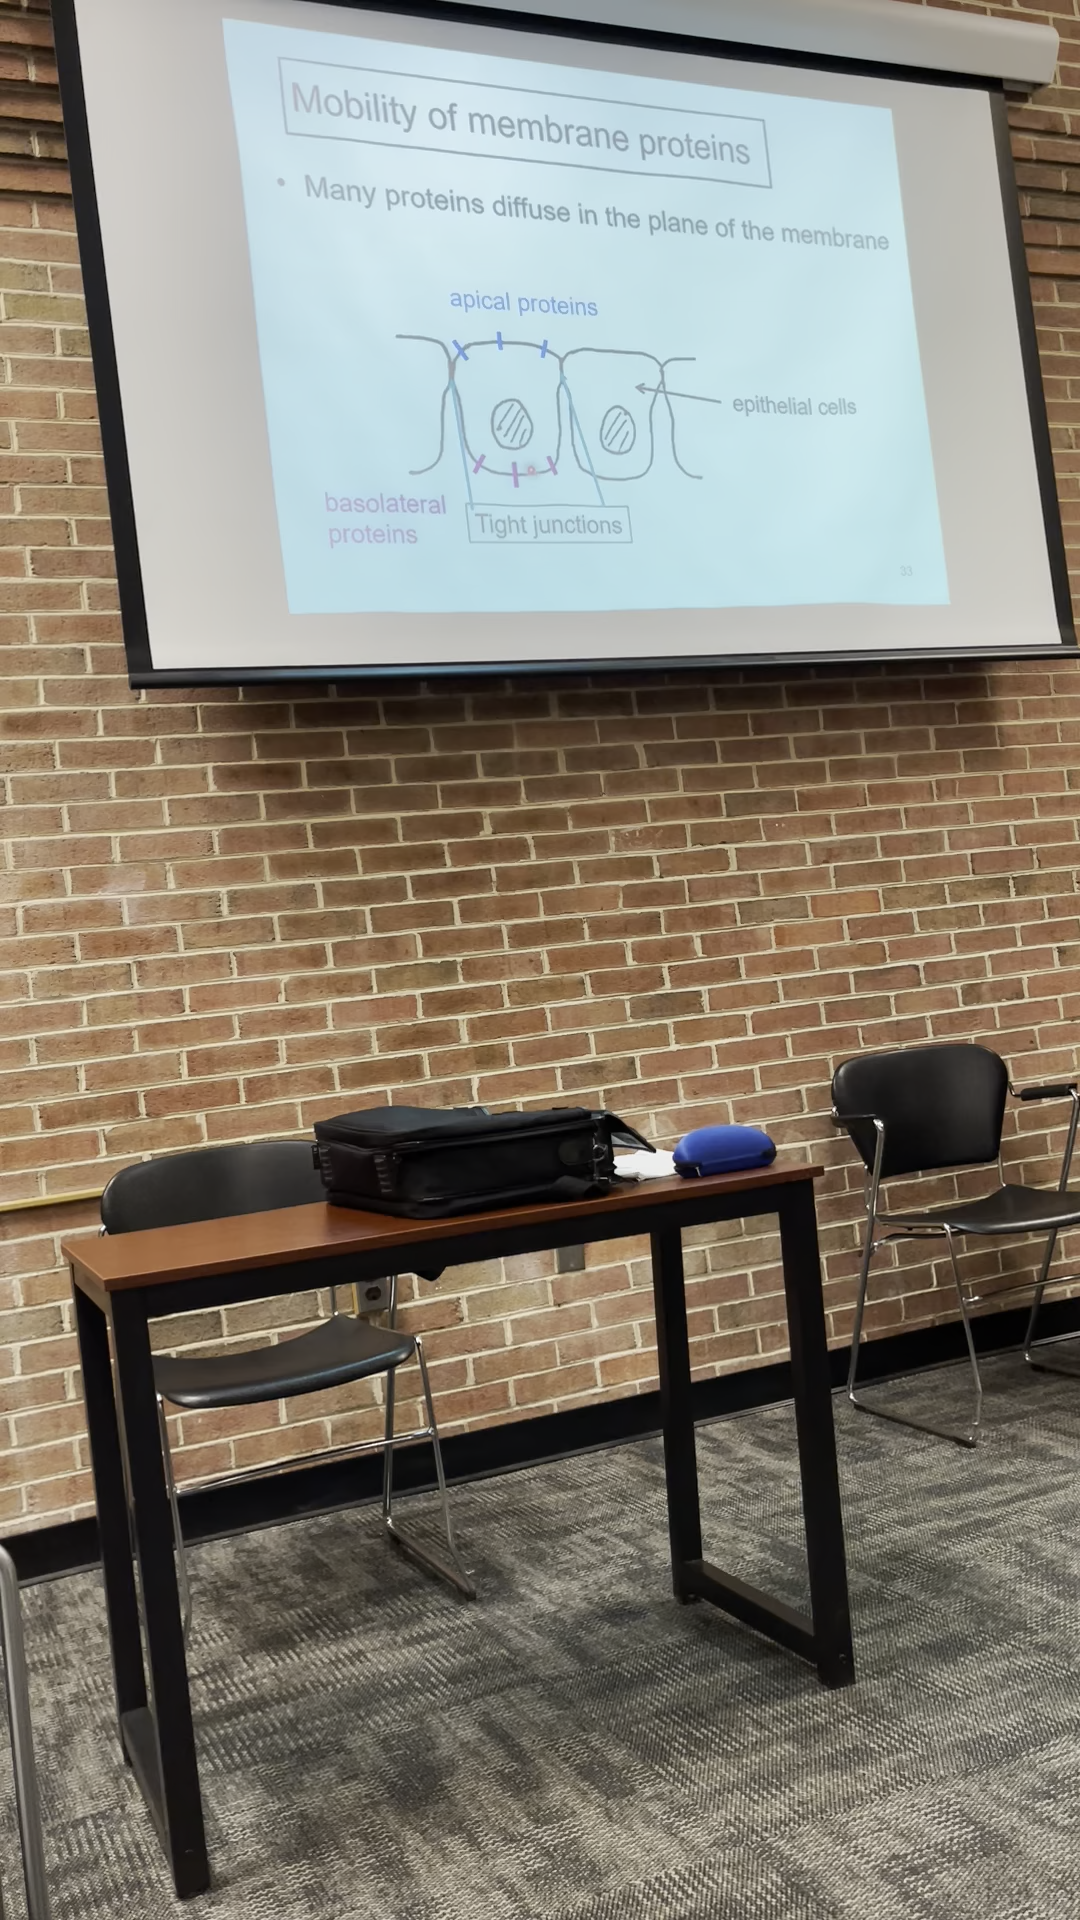 Mobility of membrane proteins
• Many proteins diffuse in the plane of the membrane
apical proteins
epithelial cells
basolateral
proteins
Tight junctions
33